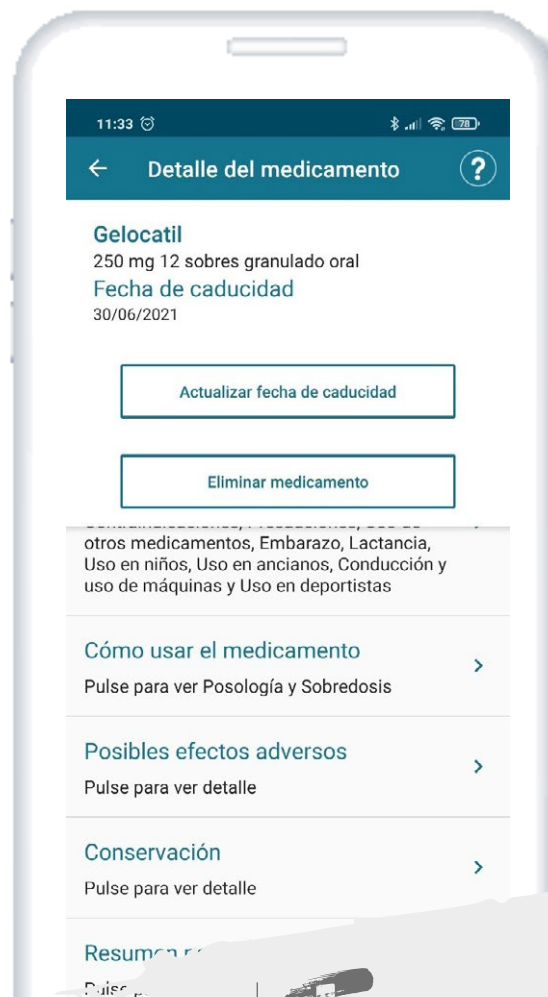 11:33
78
Detalle del medicamento
?
Gelocatil
250 mg 12 sobres granulado oral
Fecha de caducidad
30/06/2021
Actualizar fecha de caducidad
Eliminar medicamento
otros medicamentos, Embarazo, Lactancia,
Uso en niños, Uso en ancianos, Conducción y
uso de máquinas y Uso en deportistas
Cómo usar el medicamento
Pulse para ver Posología y Sobredosis
Posibles efectos adversos
Pulse para ver detalle
Conservación
Pulse para ver detalle